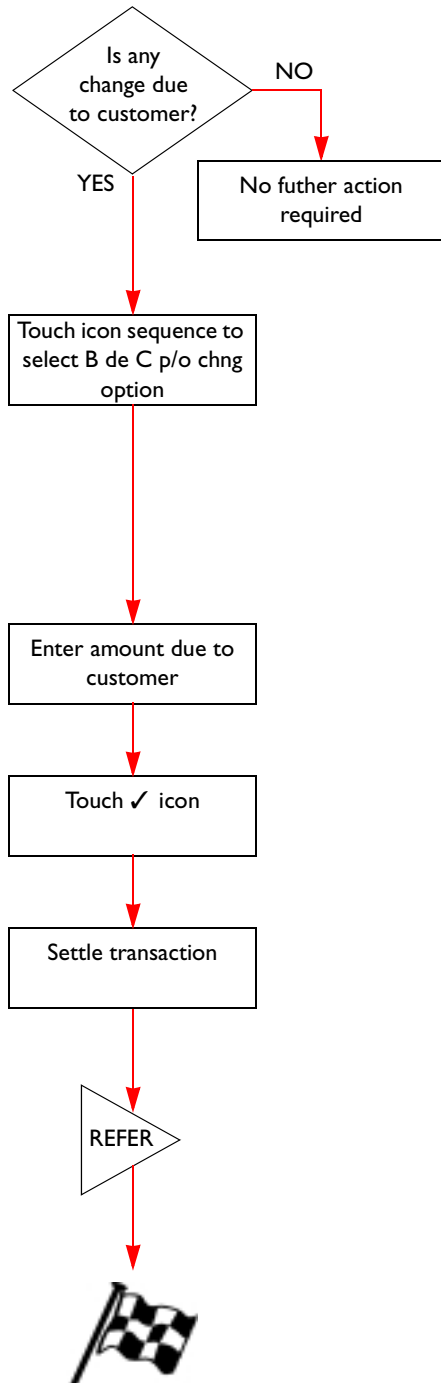 Is any
change due
to customer?
NO
YES
No futher action
required
Touch icon sequence to
select B de C p/o chng
option
Enter amount due to
customer
Touch ✓ icon
Settle transaction
REFER